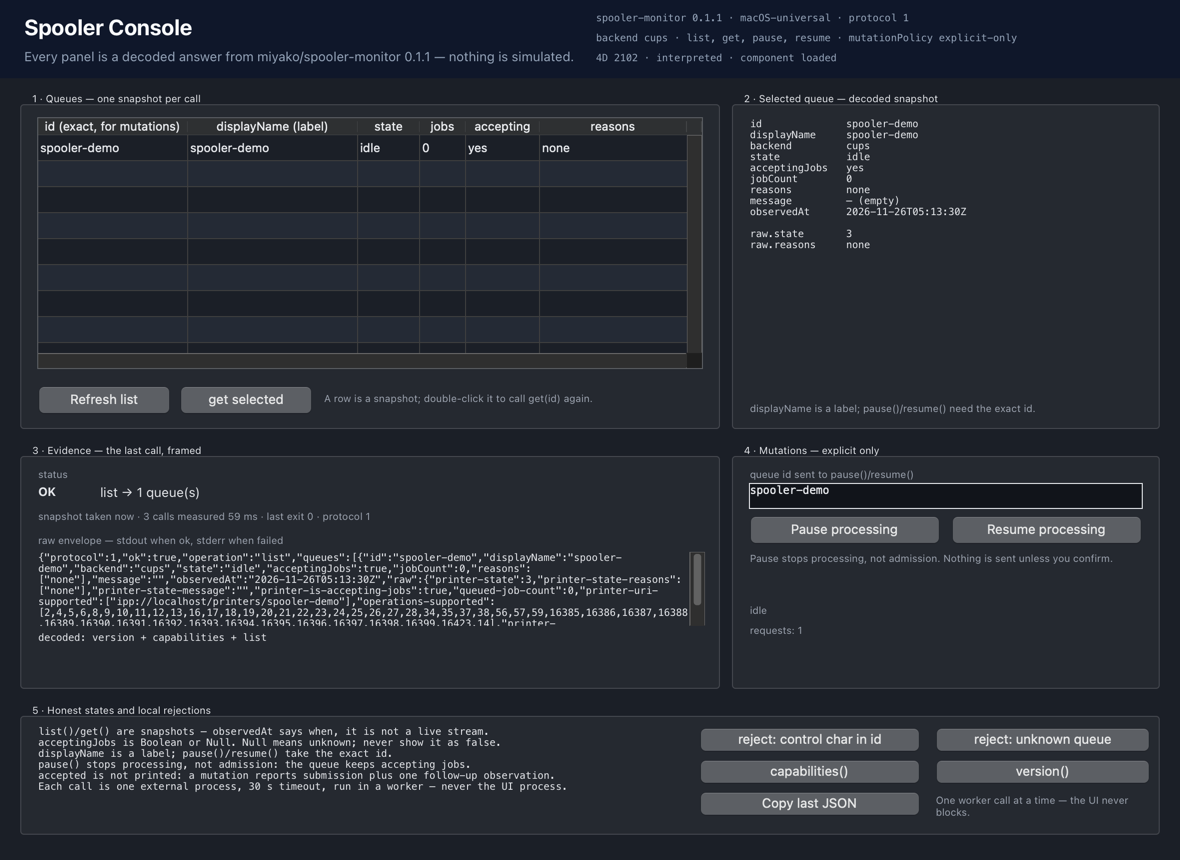 Spooler Console
Every panel is a decoded answer from miyako/spooler-monitor 0.1.1 — nothing is simulated.
spooler-monitor 0.1.1 · macOS-universal · protocol 1
backend cups · list, get, pause, resume · mutationPolicy explicit-only
4D 2102 · interpreted · component loaded
1 · Queues — one snapshot per call
id (exact, for mutations) displayName (label) state jobs accepting reasons
spooler-demo spooler-demo idle 0 yes none
Refresh list get selected A row is a snapshot; double-click it to call get(id) again.
2 · Selected queue — decoded snapshot
id spooler-demo
displayName spooler-demo
backend cups
state idle
acceptingJobs yes
jobCount 0
reasons none
message — (empty)
observedAt 2026-11-26T05:13:30Z
raw.state 3
raw.reasons none
displayName is a label; pause()/resume() need the exact id.
3 · Evidence — the last call, framed
status
OK list → 1 queue(s)
snapshot taken now · 3 calls measured 59 ms · last exit 0 · protocol 1
raw envelope — stdout when ok, stderr when failed
{"protocol":1,"ok":true,"operation":"list","queues":[{"id":"spooler-demo","displayName":"spooler-
demo","backend":"cups","state":"idle","acceptingJobs":true,"jobCount":0,"reasons":
["none"],"message":"","observedAt":"2026-11-26T05:13:30Z","raw":{"printer-state":3,"printer-state-reasons":
["none"],"printer-state-message":"","printer-is-accepting-jobs":true,"queued-job-count":0,"printer-uri-
supported":["ipp://localhost/printers/spooler-demo"],"operations-supported":
[2,4,5,6,8,9,10,11,12,13,16,17,18,19,20,21,22,23,24,25,26,27,28,34,35,37,38,56,57,59,16385,16386,16387,16388
,16389,16390,16391,16392,16393,16394,16395,16396,16397,16398,16399,16423,14],"printer-
decoded: version + capabilities + list
4 · Mutations — explicit only
queue id sent to pause()/resume()
spooler-demo
Pause processing Resume processing
Pause stops processing, not admission. Nothing is sent unless you confirm.
idle
requests: 1
5 · Honest states and local rejections
list()/get() are snapshots — observedAt says when, it is not a live stream.
acceptingJobs is Boolean or Null. Null means unknown; never show it as false.
displayName is a label; pause()/resume() take the exact id.
pause() stops processing, not admission: the queue keeps accepting jobs.
accepted is not printed: a mutation reports submission plus one follow-up observation.
Each call is one external process, 30 s timeout, run in a worker — never the UI process.
reject: control char in id reject: unknown queue
capabilities() version()
Copy last JSON
One worker call at a time — the UI never
blocks.